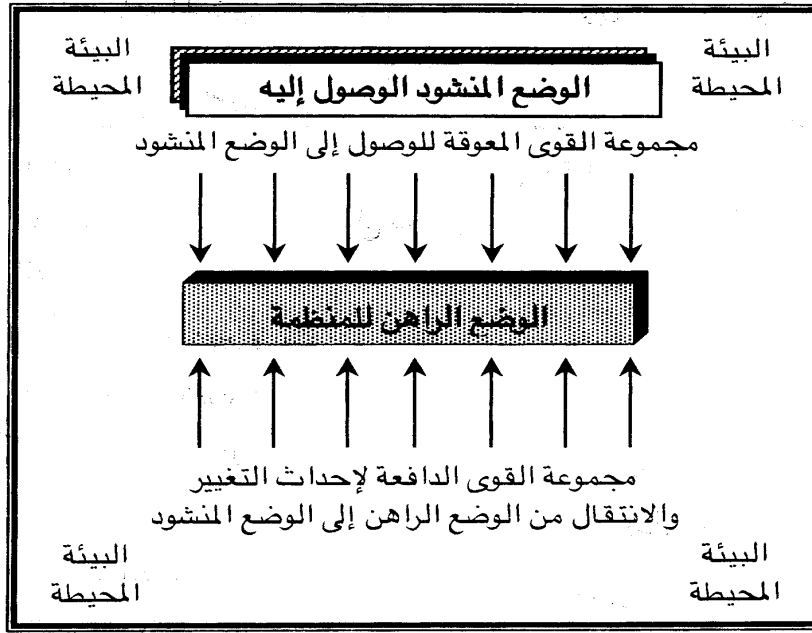 البيئة
المحيطة
البيئة
المحيطة
الوضع المنشود الوصول إليه
مجموعة القوى المعوقة للوصول إلى الوضع المنشود
الوضع الراهن للمنظمة
مجموعة القوى الدافعة لإحداث التغيير
والانتقال من الوضع الراهن إلى الوضع المنشود
البيئة
المحيطة
البيئة
المحيطة